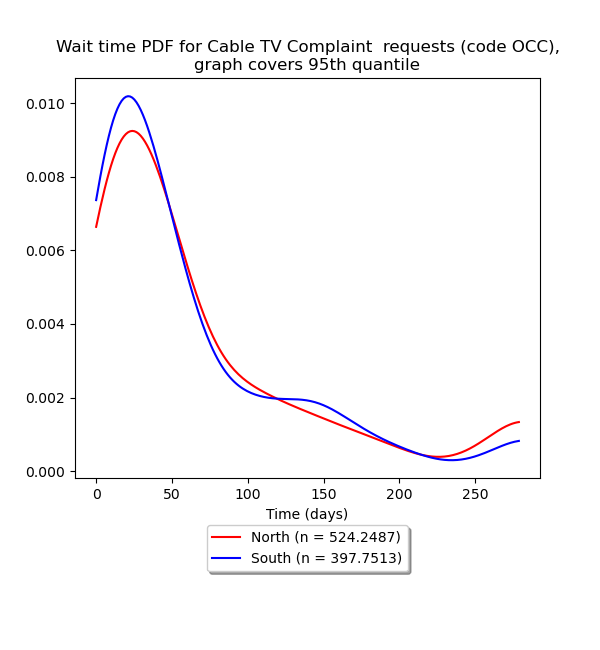 Wait time PDF for Cable TV Complaint  requests (code OCC),
graph covers 95th quantile
0.010
0.008
0.006
0.004
0.002
0.000
0 50 100 150 200 250
Time (days)
North (n = 524.2487)
South (n = 397.7513)